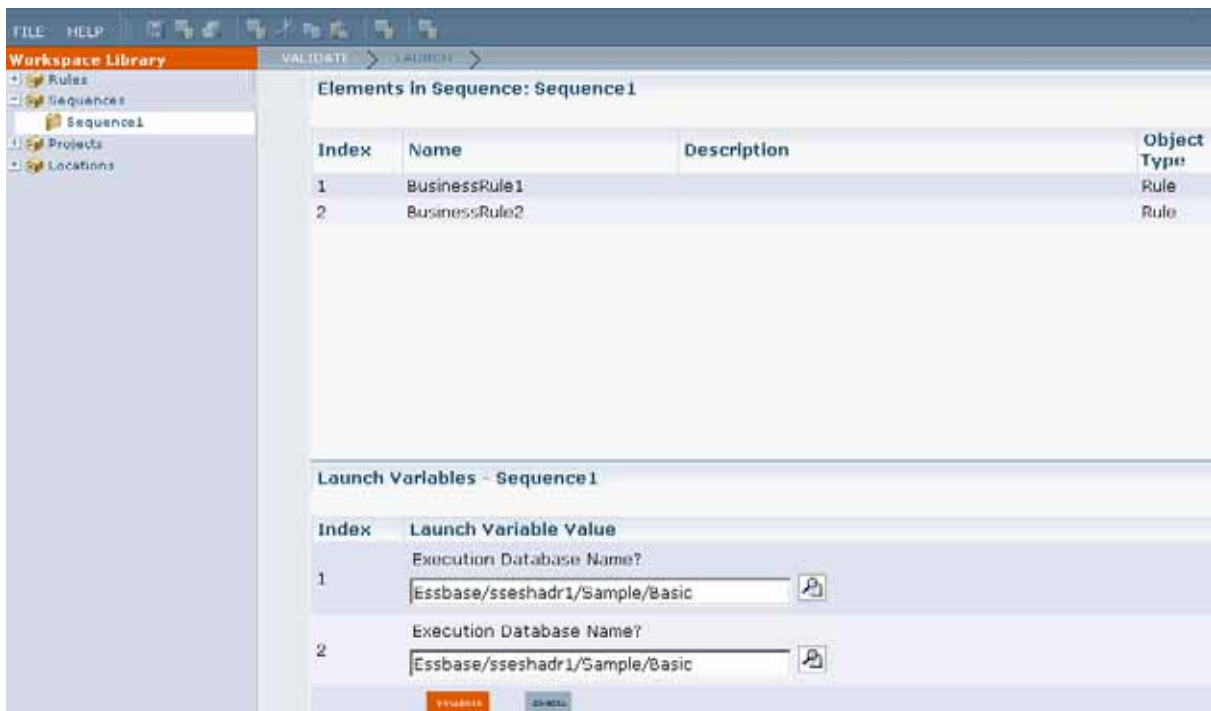 FILE HELP
Workspace Library
VALIDATE LAUNCH
Rules
Sequences
Sequence1
Projects
Locations
Elements in Sequence: Sequence1
Index Name Description Object Type
1 BusinessRule1 Rule
2 BusinessRule2 Rule
Launch Variables - Sequence1
Index Launch Variable Value
1 Execution Database Name?
Essbase/sseshadr1/Sample/Basic
2 Execution Database Name?
Essbase/sseshadr1/Sample/Basic
VALIDATE